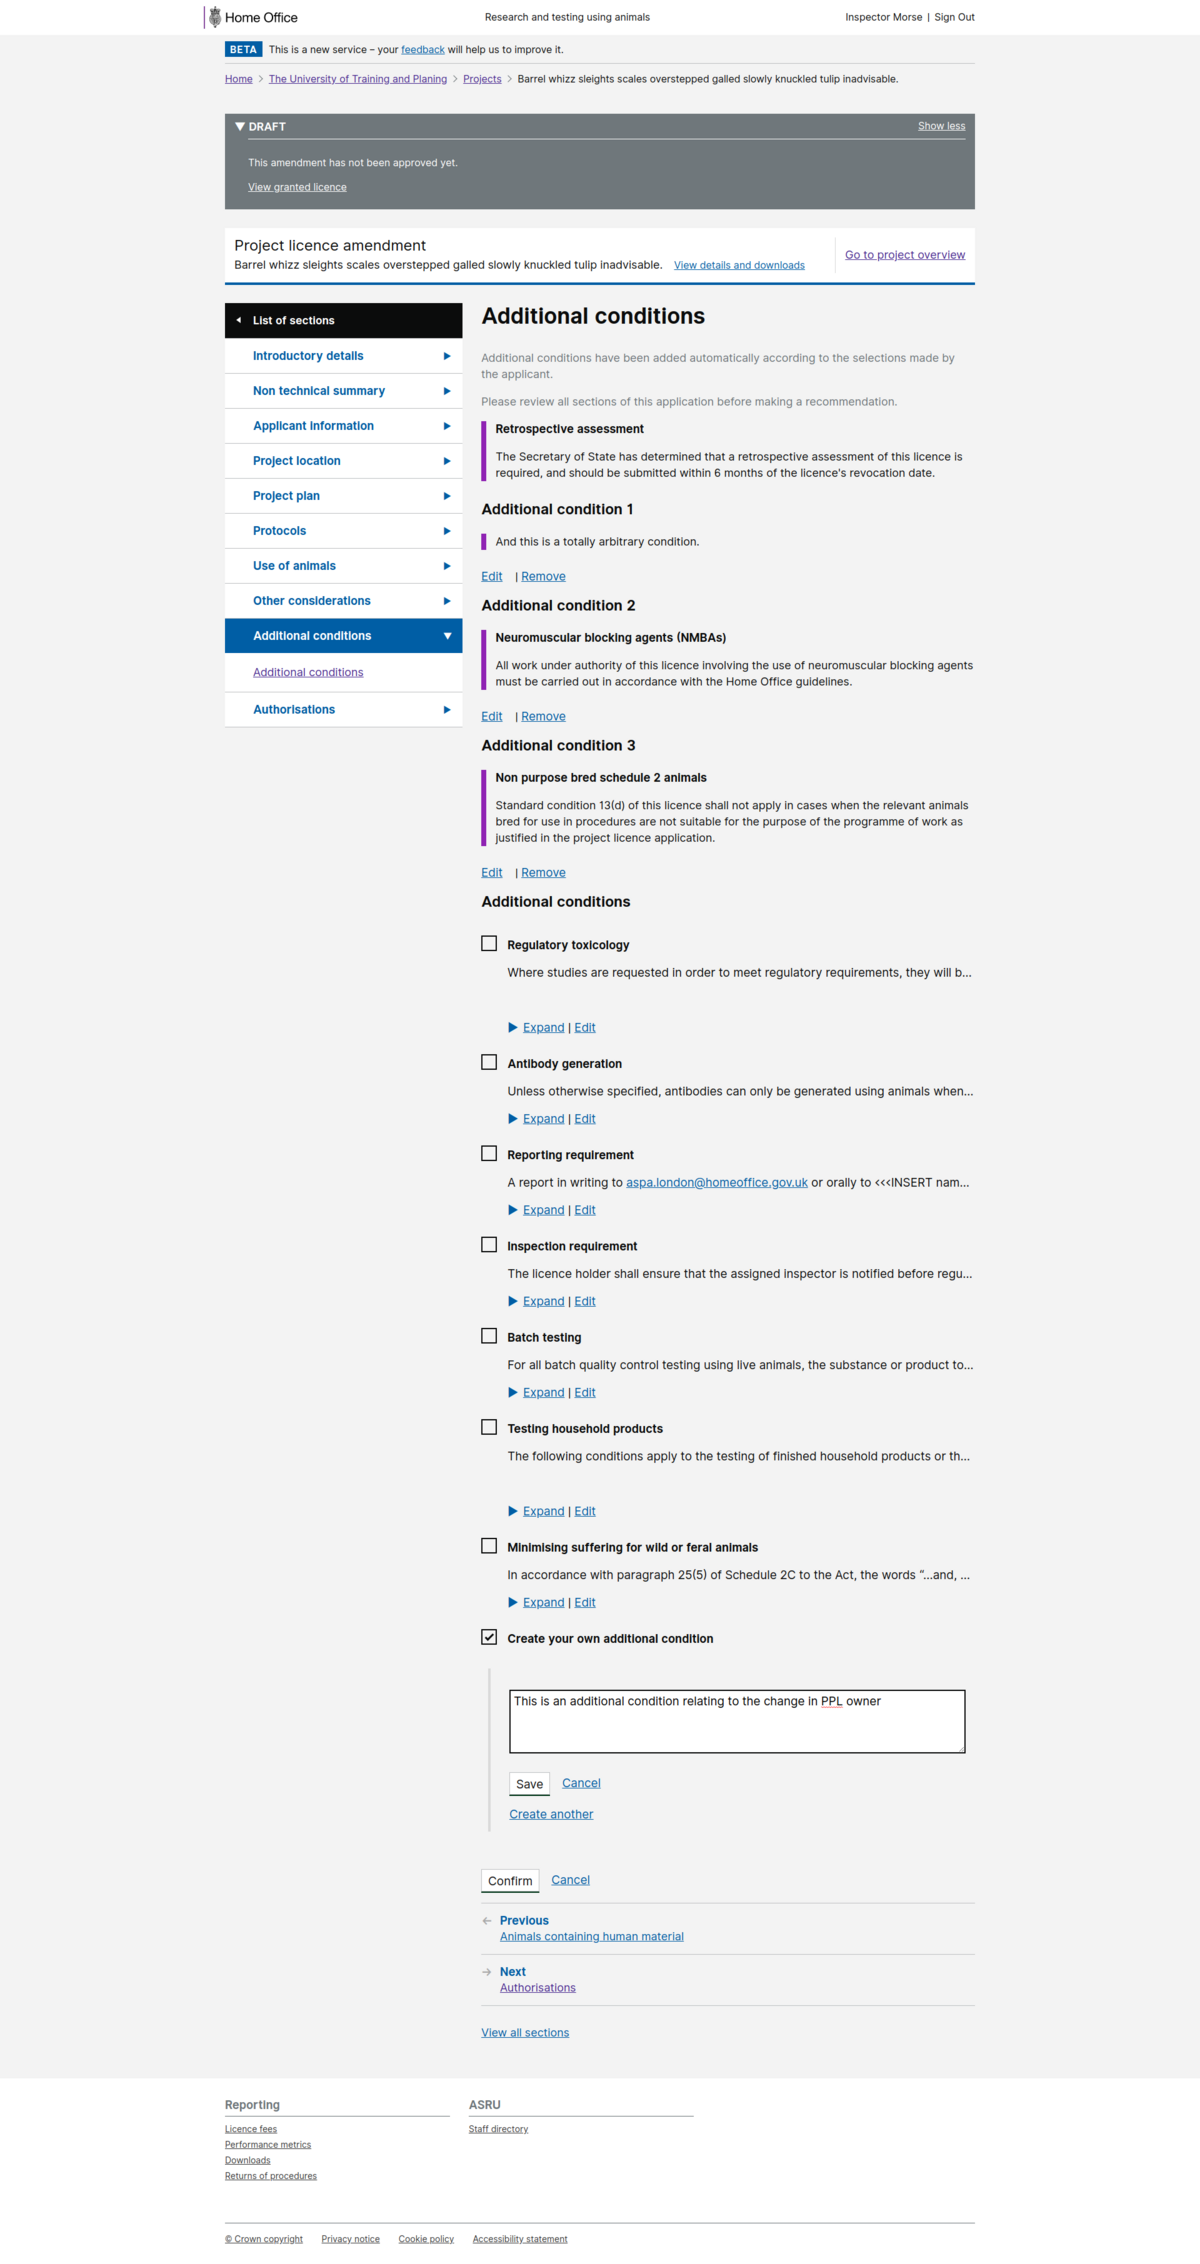 Home Office
Research and testing using animals
Inspector Morse | Sign Out
BETA This is a new service – your feedback will help us to improve it.
Home > The University of Training and Planing > Projects > Barrel whizz sleights scales overstepped galled slowly knuckled tulip inadvisable.
▼ DRAFT
Show less
This amendment has not been approved yet.
View granted licence
Project licence amendment
Barrel whizz sleights scales overstepped galled slowly knuckled tulip inadvisable. View details and downloads
Go to project overview
List of sections
Introductory details
Non technical summary
Applicant information
Project location
Project plan
Protocols
Use of animals
Other considerations
Additional conditions
Additional conditions
Authorisations
Additional conditions
Additional conditions have been added automatically according to the selections made by
the applicant.
Please review all sections of this application before making a recommendation.
Retrospective assessment
The Secretary of State has determined that a retrospective assessment of this licence is
required, and should be submitted within 6 months of the licence's revocation date.
Additional condition 1
And this is a totally arbitrary condition.
Edit | Remove
Additional condition 2
Neuromuscular blocking agents (NMBAs)
All work under authority of this licence involving the use of neuromuscular blocking agents
must be carried out in accordance with the Home Office guidelines.
Edit | Remove
Additional condition 3
Non purpose bred schedule 2 animals
Standard condition 13(d) of this licence shall not apply in cases when the relevant animals
bred for use in procedures are not suitable for the purpose of the programme of work as
justified in the project licence application.
Edit | Remove
Additional conditions
Regulatory toxicology
Where studies are requested in order to meet regulatory requirements, they will b...
Expand | Edit
Antibody generation
Unless otherwise specified, antibodies can only be generated using animals when...
Expand | Edit
Reporting requirement
A report in writing to aspa.london@homeoffice.gov.uk or orally to <<<INSERT nam...
Expand | Edit
Inspection requirement
The licence holder shall ensure that the assigned inspector is notified before regu...
Expand | Edit
Batch testing
For all batch quality control testing using live animals, the substance or product to...
Expand | Edit
Testing household products
The following conditions apply to the testing of finished household products or th...
Expand | Edit
Minimising suffering for wild or feral animals
In accordance with paragraph 25(5) of Schedule 2C to the Act, the words “...and, ...
Expand | Edit
Create your own additional condition
This is an additional condition relating to the change in PPL owner
Save Cancel
Create another
Confirm Cancel
← Previous
Animals containing human material
→ Next
Authorisations
View all sections
Reporting
Licence fees
Performance metrics
Downloads
Returns of procedures
ASRU
Staff directory
© Crown copyright Privacy notice Cookie policy Accessibility statement